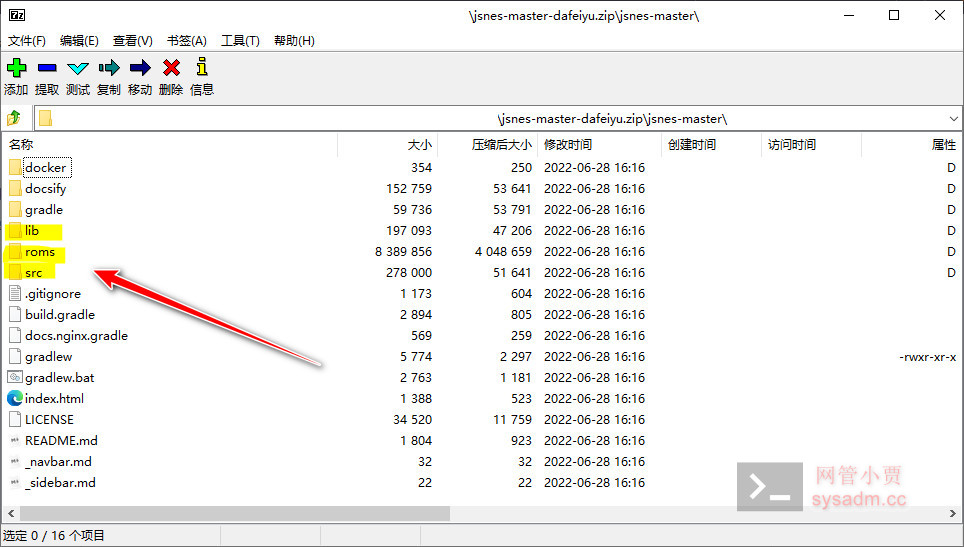 7z \jsnes-master-dafeiyu.zip\jsnes-master\
文件(F) 编辑(E) 查看(V) 书签(A) 工具(T) 帮助(H)
添加 提取 测试 复制 移动 删除 信息
\jsnes-master-dafeiyu.zip\jsnes-master\
名称 大小 压缩后大小 修改时间 创建时间 访问时间 属性
docker 354 250 2022-06-28 16:16 D
docsify 152 759 53 641 2022-06-28 16:16 D
gradle 59 736 53 791 2022-06-28 16:16 D
lib 197 093 47 206 2022-06-28 16:16 D
roms 8 389 856 4 048 659 2022-06-28 16:16 D
src 278 000 51 641 2022-06-28 16:16 D
.gitignore 1 173 604 2022-06-28 16:16
build.gradle 2 894 805 2022-06-28 16:16
docs.nginx.gradle 569 259 2022-06-28 16:16
gradlew 5 774 2 297 2022-06-28 16:16 -rwxr-xr-x
gradlew.bat 2 763 1 181 2022-06-28 16:16
index.html 1 388 523 2022-06-28 16:16
LICENSE 34 520 11 759 2022-06-28 16:16
README.md 1 804 923 2022-06-28 16:16
_navbar.md 32 32 2022-06-28 16:16
_sidebar.md 22 22 2022-06-28 16:16
网管小贾
sysadm.cc
选定 0 / 16 个项目